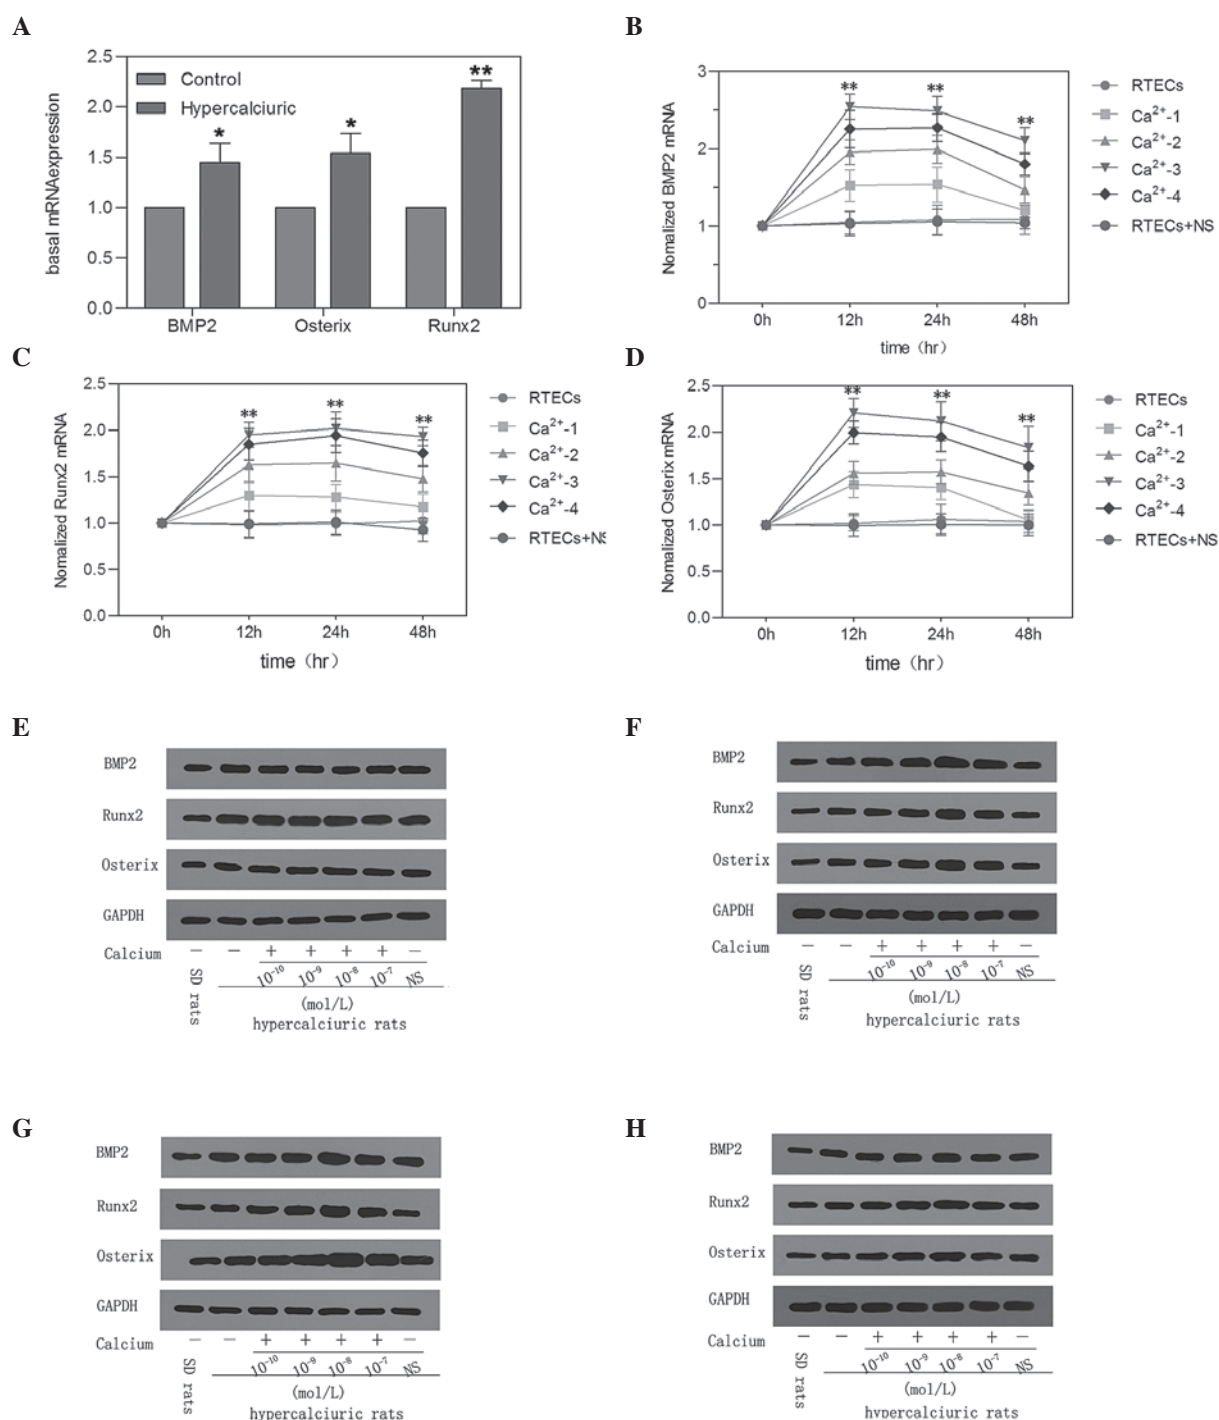 A
2.5
2.0
1.5
1.0
0.5
0.0
basal mRNAexpression
Control
Hypercalciuric
*
*
**
BMP2 Osterix Runx2
B
3
2
1
0
Nomalized BMP2 mRNA
** ** **
0h 12h 24h 48h
time (hr)
RTECs
Ca²⁺-1
Ca²⁺-2
Ca²⁺-3
Ca²⁺-4
RTECs+NS
C
2.5
2.0
1.5
1.0
0.5
0.0
Nomalized Runx2 mRNA
** ** **
0h 12h 24h 48h
time (hr)
RTECs
Ca²⁺-1
Ca²⁺-2
Ca²⁺-3
Ca²⁺-4
RTECs+NS
D
2.5
2.0
1.5
1.0
0.5
0.0
Nomalized Osterix mRNA
** ** **
0h 12h 24h 48h
time (hr)
RTECs
Ca²⁺-1
Ca²⁺-2
Ca²⁺-3
Ca²⁺-4
RTECs+NS
E
BMP2
Runx2
Osterix
GAPDH
Calcium − − + + + + −
SD rats
10⁻¹⁰ 10⁻⁹ 10⁻⁸ 10⁻⁷ NS
(mol/L)
hypercalciuric rats
F
BMP2
Runx2
Osterix
GAPDH
Calcium − − + + + + −
SD rats
10⁻¹⁰ 10⁻⁹ 10⁻⁸ 10⁻⁷ NS
(mol/L)
hypercalciuric rats
G
BMP2
Runx2
Osterix
GAPDH
Calcium − − + + + + −
SD rats
10⁻¹⁰ 10⁻⁹ 10⁻⁸ 10⁻⁷ NS
(mol/L)
hypercalciuric rats
H
BMP2
Runx2
Osterix
GAPDH
Calcium − − + + + + −
SD rats
10⁻¹⁰ 10⁻⁹ 10⁻⁸ 10⁻⁷ NS
(mol/L)
hypercalciuric rats